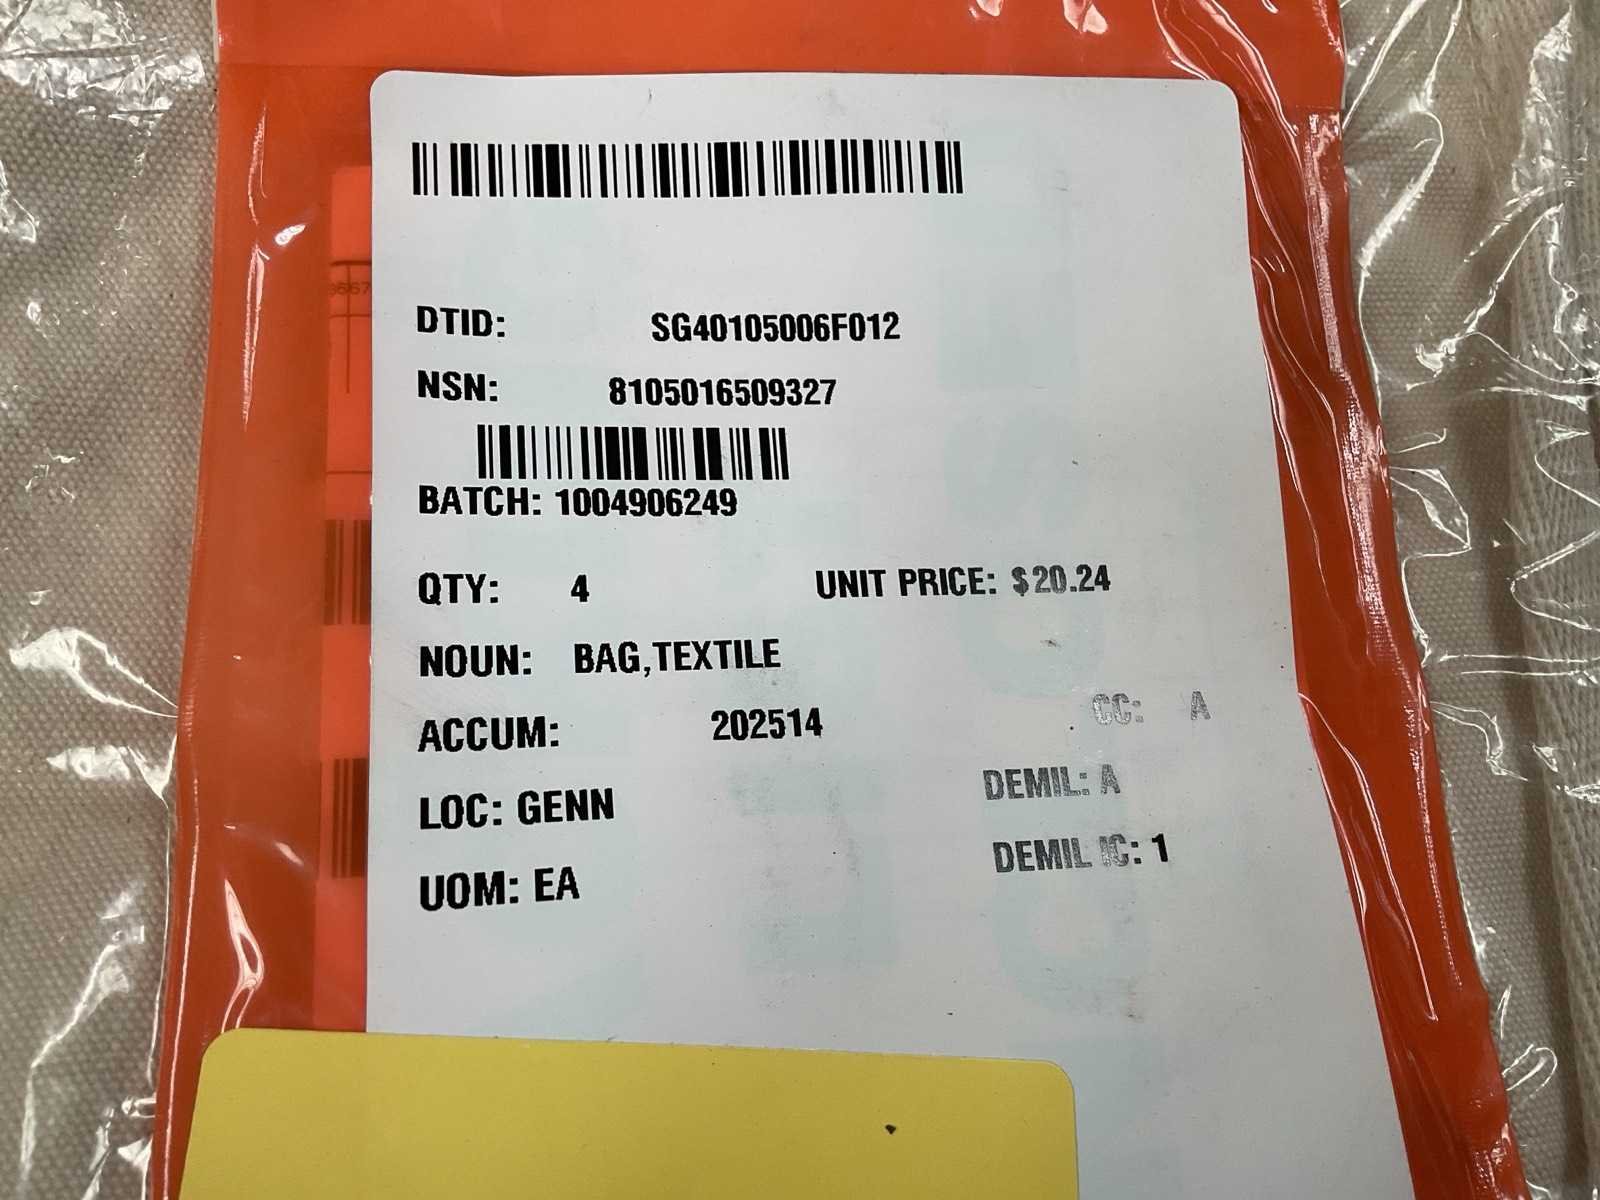 DTID: SG40105006F012
NSN: 8105016509327
BATCH: 1004906249
QTY: 4 UNIT PRICE: $20.24
NOUN: BAG,TEXTILE
ACCUM: 202514 CC: A
LOC: GENN DEMIL: A
UOM: EA DEMIL IC: 1